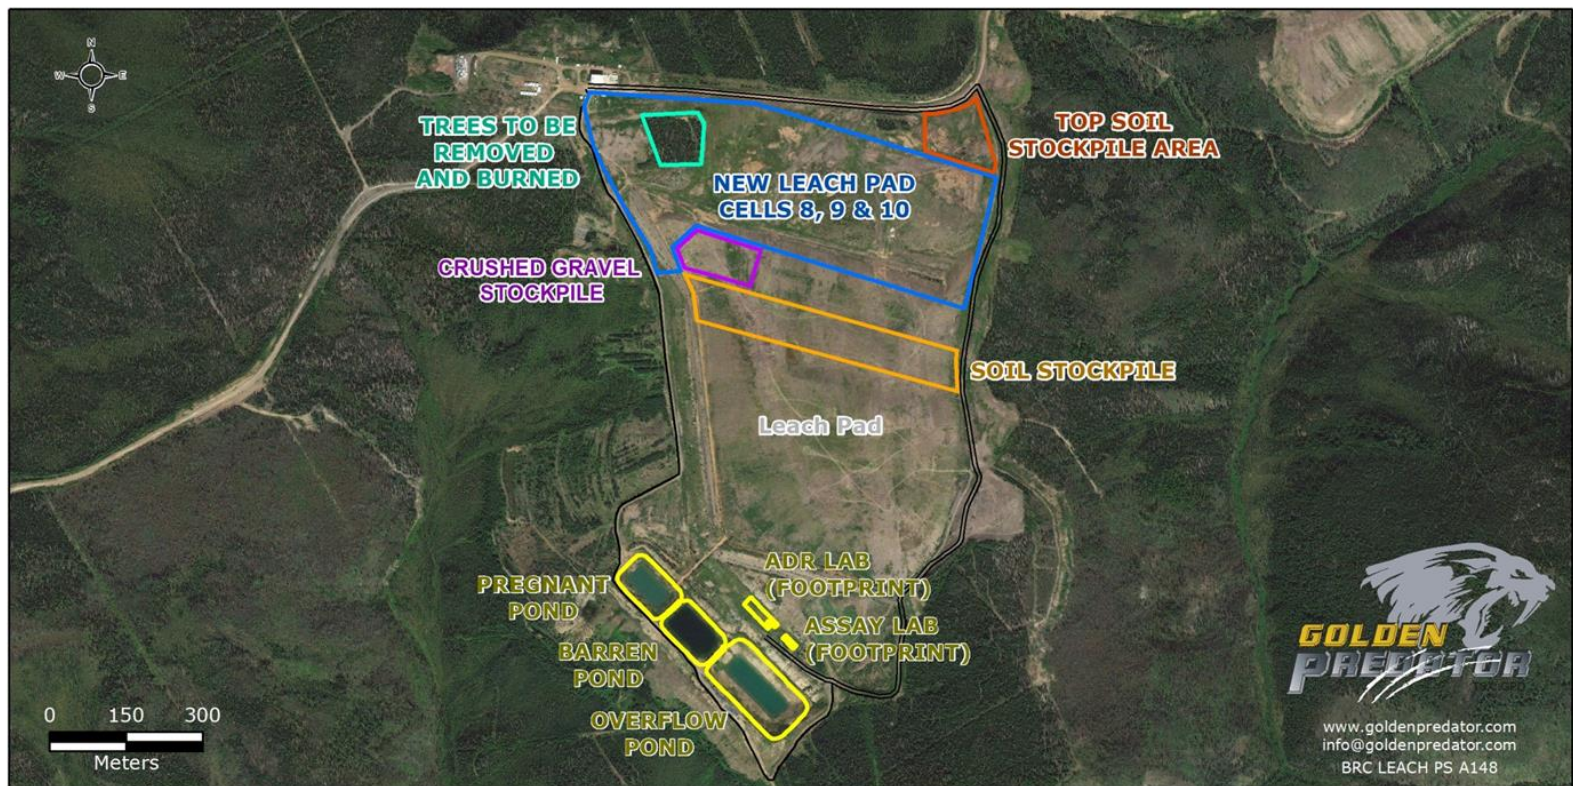 N
W E
S
TREES TO BE
REMOVED
AND BURNED
TOP SOIL
STOCKPILE AREA
NEW LEACH PAD
CELLS 8, 9 & 10
CRUSHED GRAVEL
STOCKPILE
SOIL STOCKPILE
Leach Pad
PREGNANT
POND
ADR LAB
(FOOTPRINT)
ASSAY LAB
(FOOTPRINT)
BARREN
POND
OVERFLOW
POND
0 150 300
Meters
GOLDEN
PREDATOR
www.goldenpredator.com
info@goldenpredator.com
BRC LEACH PS A148